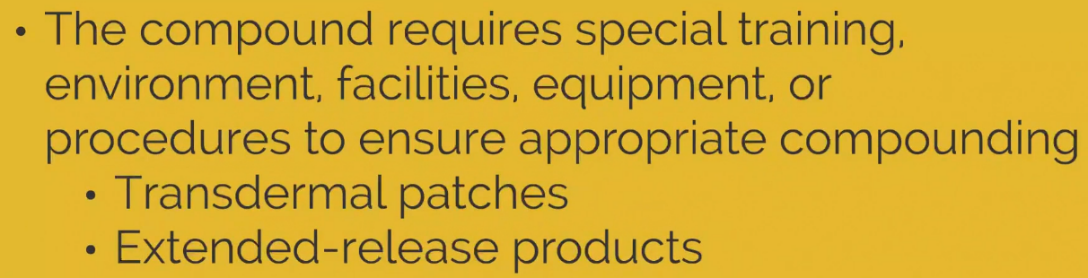 • The compound requires special training,
environment, facilities, equipment, or
procedures to ensure appropriate compounding
• Transdermal patches
• Extended-release products